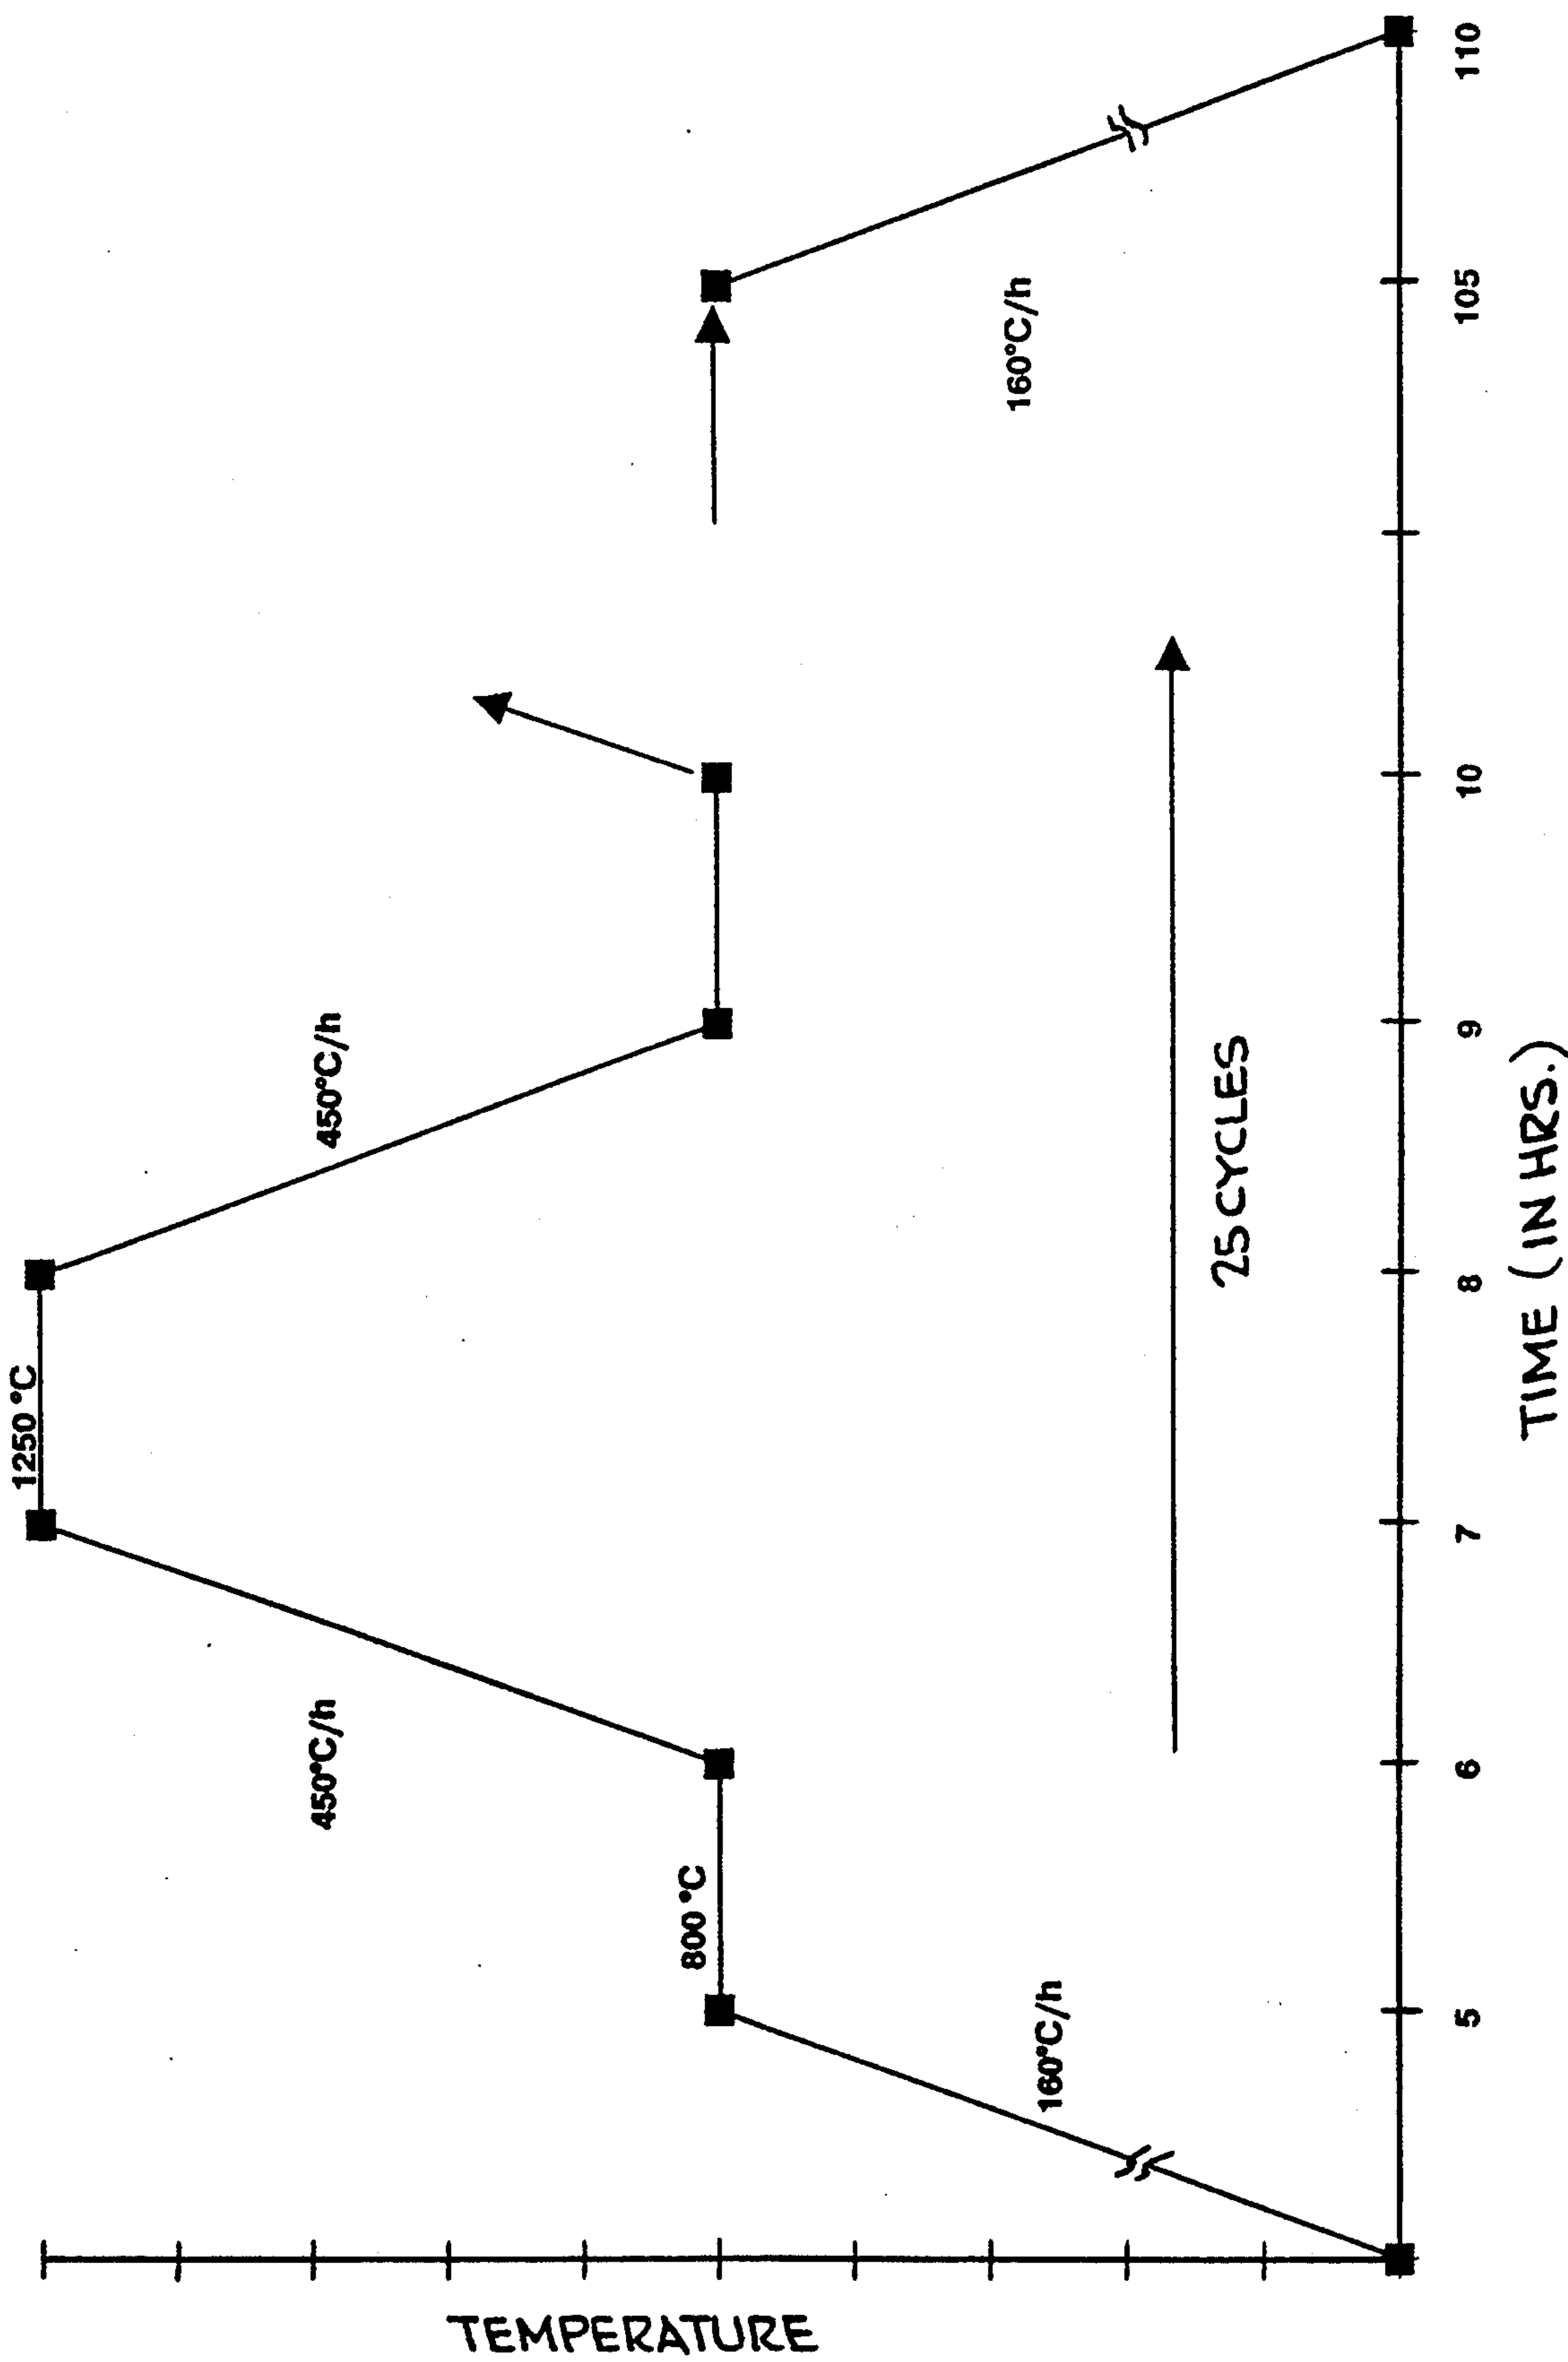 1250 °C
450°C/h
450°C/h
800 °C
160°C/h
160°C/h
25 CYCLES
5
6
7
8
9
10
105
110
TIME (IN HRS.)
TEMPERATURE